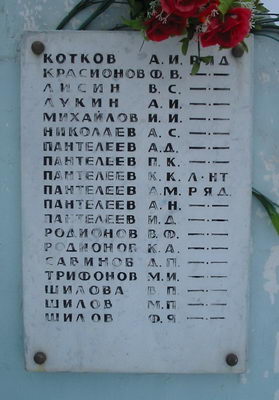 КОТКОВ А.И. РЯД
КРАСИОНОВ Ф.В. —·—
ЛИСИН В.С. —·—
ЛУКИН А.И. —·—
МИХАЙЛОВ И.И. —·—
НИКОЛАЕВ А.С. —·—
ПАНТЕЛЕЕВ А.Д. —·—
ПАНТЕЛЕЕВ П.К. —·—
ПАНТЕЛЕЕВ К.К. Л-НТ
ПАНТЕЛЕЕВ А.М. РЯД.
ПАНТЕЛЕЕВ А.Н. —·—
ПАНТЕЛЕЕВ И.Д. —·—
РОДИОНОВ В.Ф. —·—
РОДИОНОВ К.А. —·—
САВИНОВ А.П. —·—
ТРИФОНОВ М.И. —·—
ШИЛОВА В.П. —·—
ШИЛОВ М.П. —·—
ШИЛОВ Ф.Я. —·—